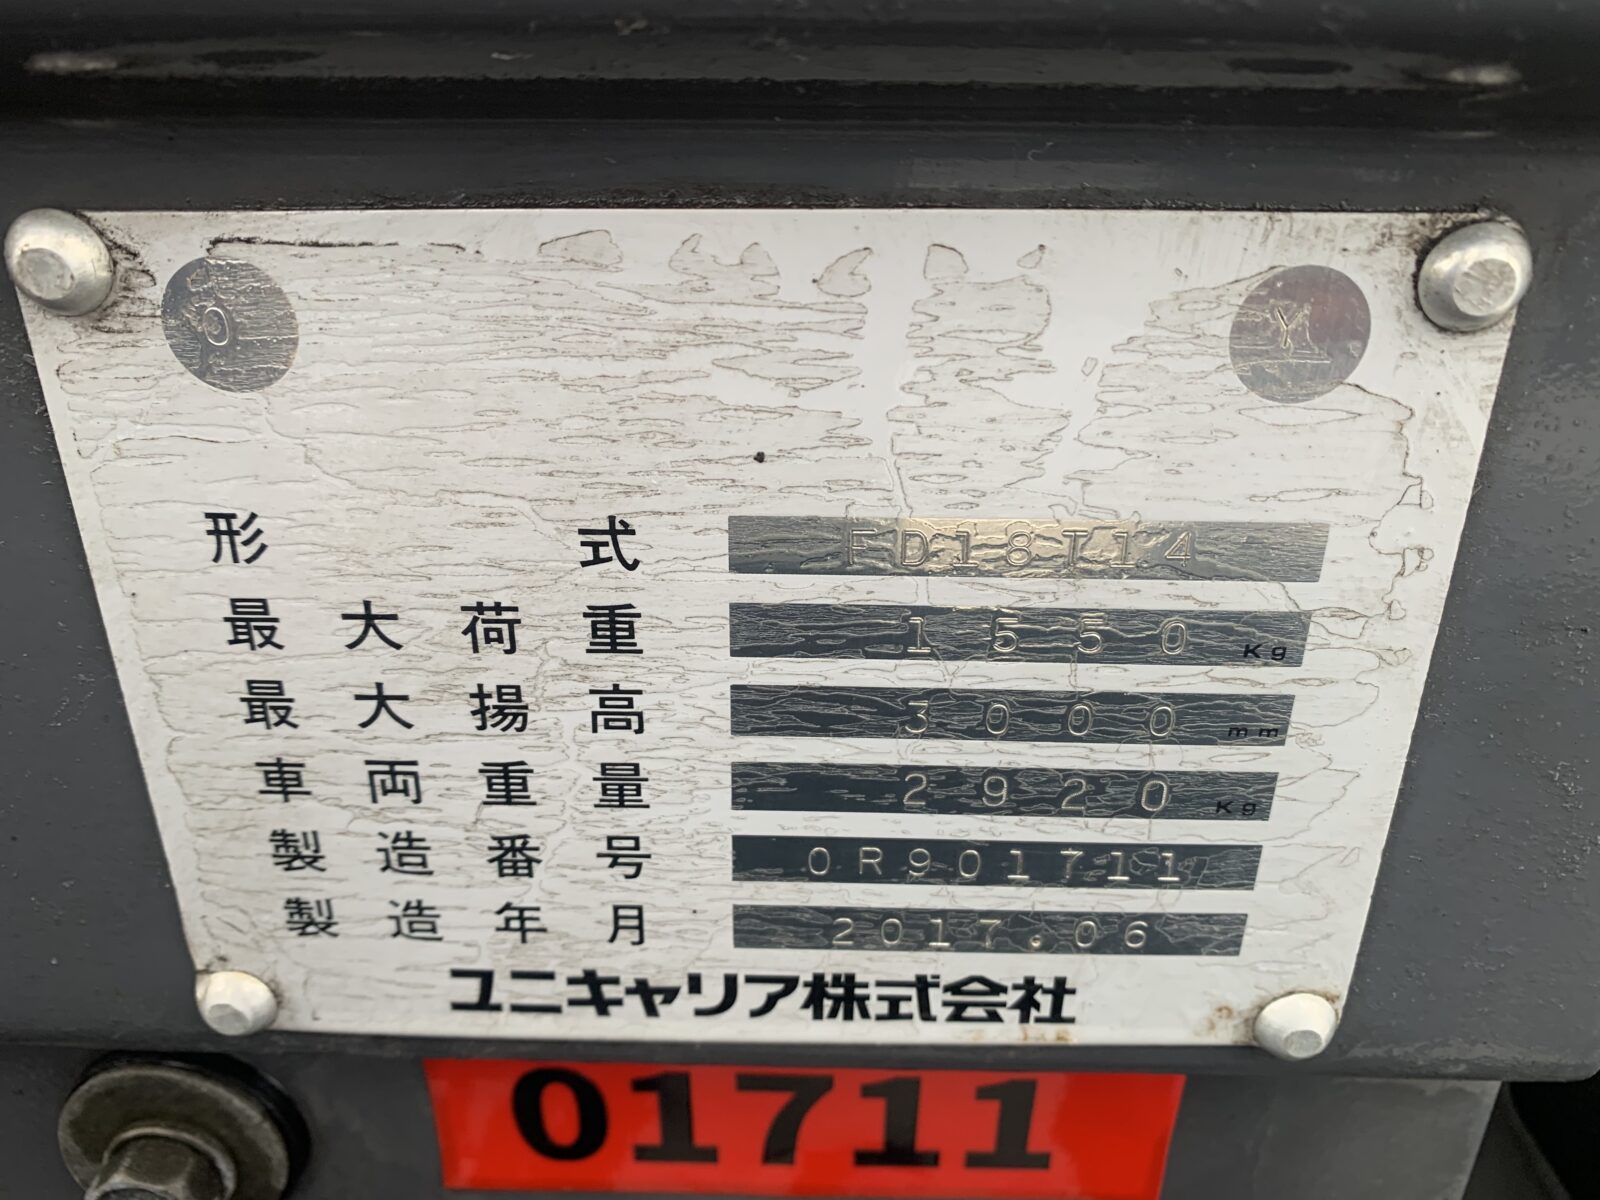 O Y
形式 FD18T14
最大荷重 1550 Kg
最大揚高 3000 mm
車両重量 2920 Kg
製造番号 0R901711
製造年月 2017.06
ユニキャリア株式会社
01711